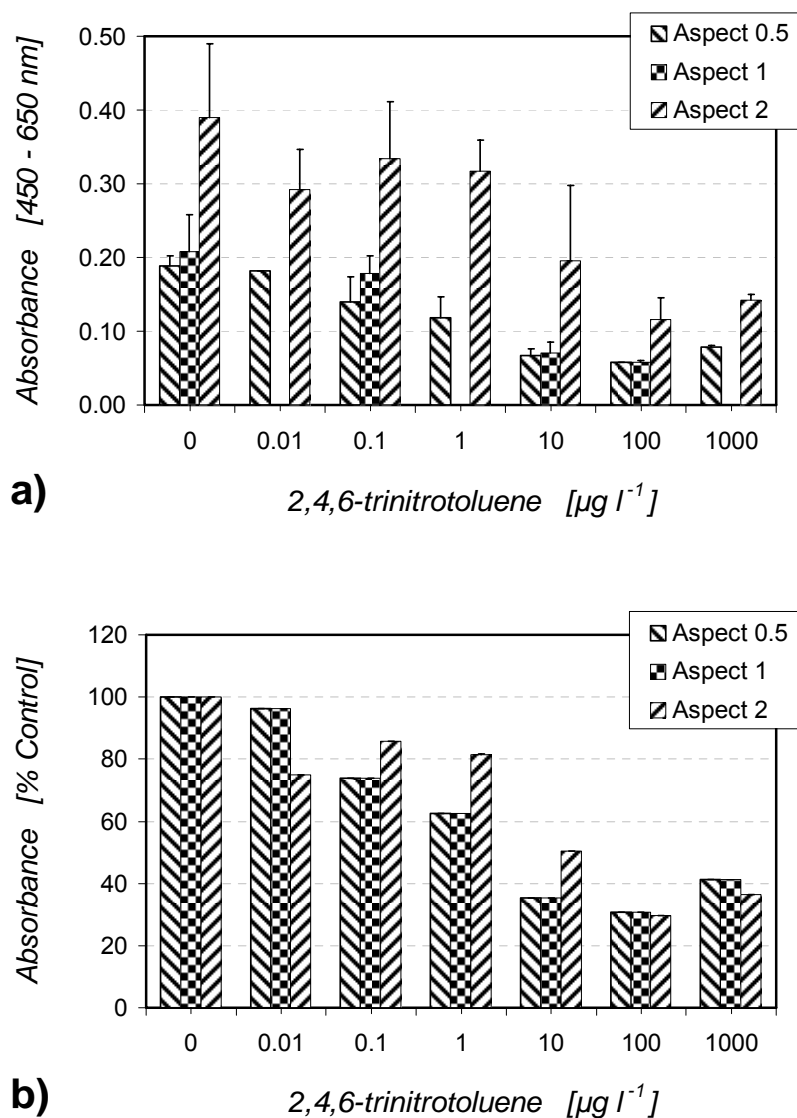 0.50
0.40
0.30
0.20
0.10
0.00
Absorbance [450 - 650 nm]
Aspect 0.5
Aspect 1
Aspect 2
0 0.01 0.1 1 10 100 1000
2,4,6-trinitrotoluene [µg l⁻¹]
a)
120
100
80
60
40
20
0
Absorbance [% Control]
Aspect 0.5
Aspect 1
Aspect 2
0 0.01 0.1 1 10 100 1000
2,4,6-trinitrotoluene [µg l⁻¹]
b)